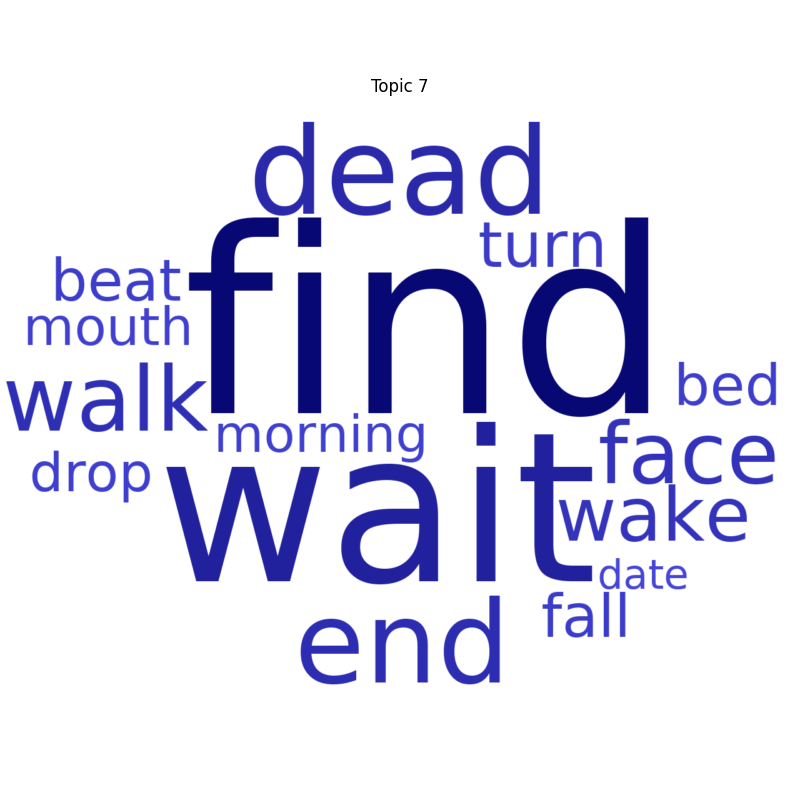 Topic 7
dead
turn
find
beat
mouth
walk
bed
morning
face
drop
wait
wake
date
fall
end